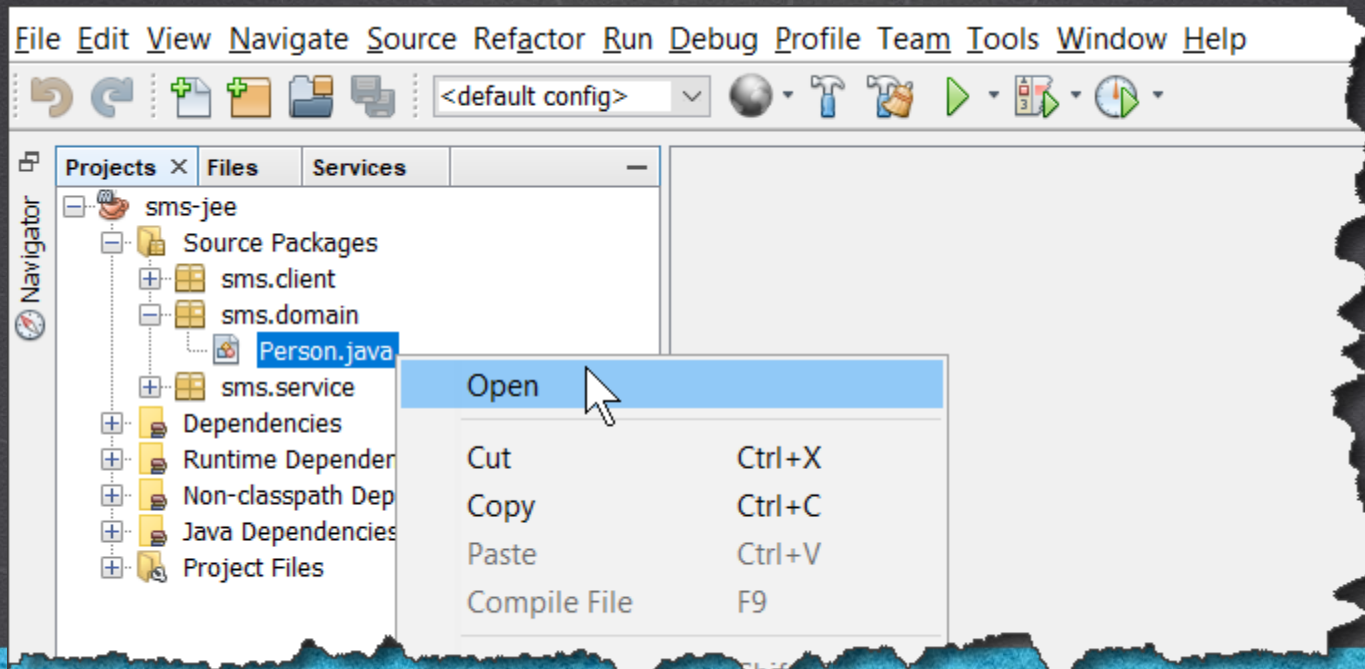 File Edit View Navigate Source Refactor Run Debug Profile Team Tools Window Help
<default config>
Projects Files Services
Navigator
sms-jee
Source Packages
sms.client
sms.domain
Person.java
sms.service
Dependencies
Runtime
Non-classpath
Java Dependencies
Project Files
Open
Cut Ctrl+X
Copy Ctrl+C
Paste Ctrl+V
Compile File F9